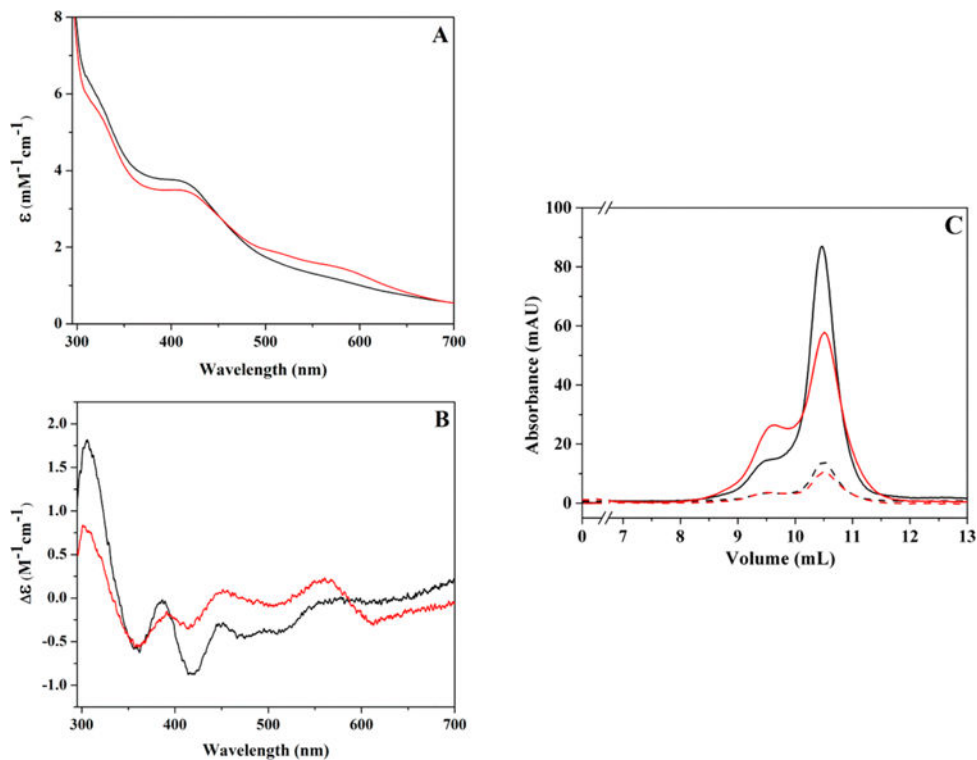 A
8
6
4
2
0
ε (mM⁻¹cm⁻¹)
300 400 500 600 700
Wavelength (nm)
B
2.0
1.5
1.0
0.5
0.0
-0.5
-1.0
Δε (M⁻¹cm⁻¹)
300 400 500 600 700
Wavelength (nm)
C
100
80
60
40
20
0
Absorbance (mAU)
0 7 8 9 10 11 12 13
Volume (mL)